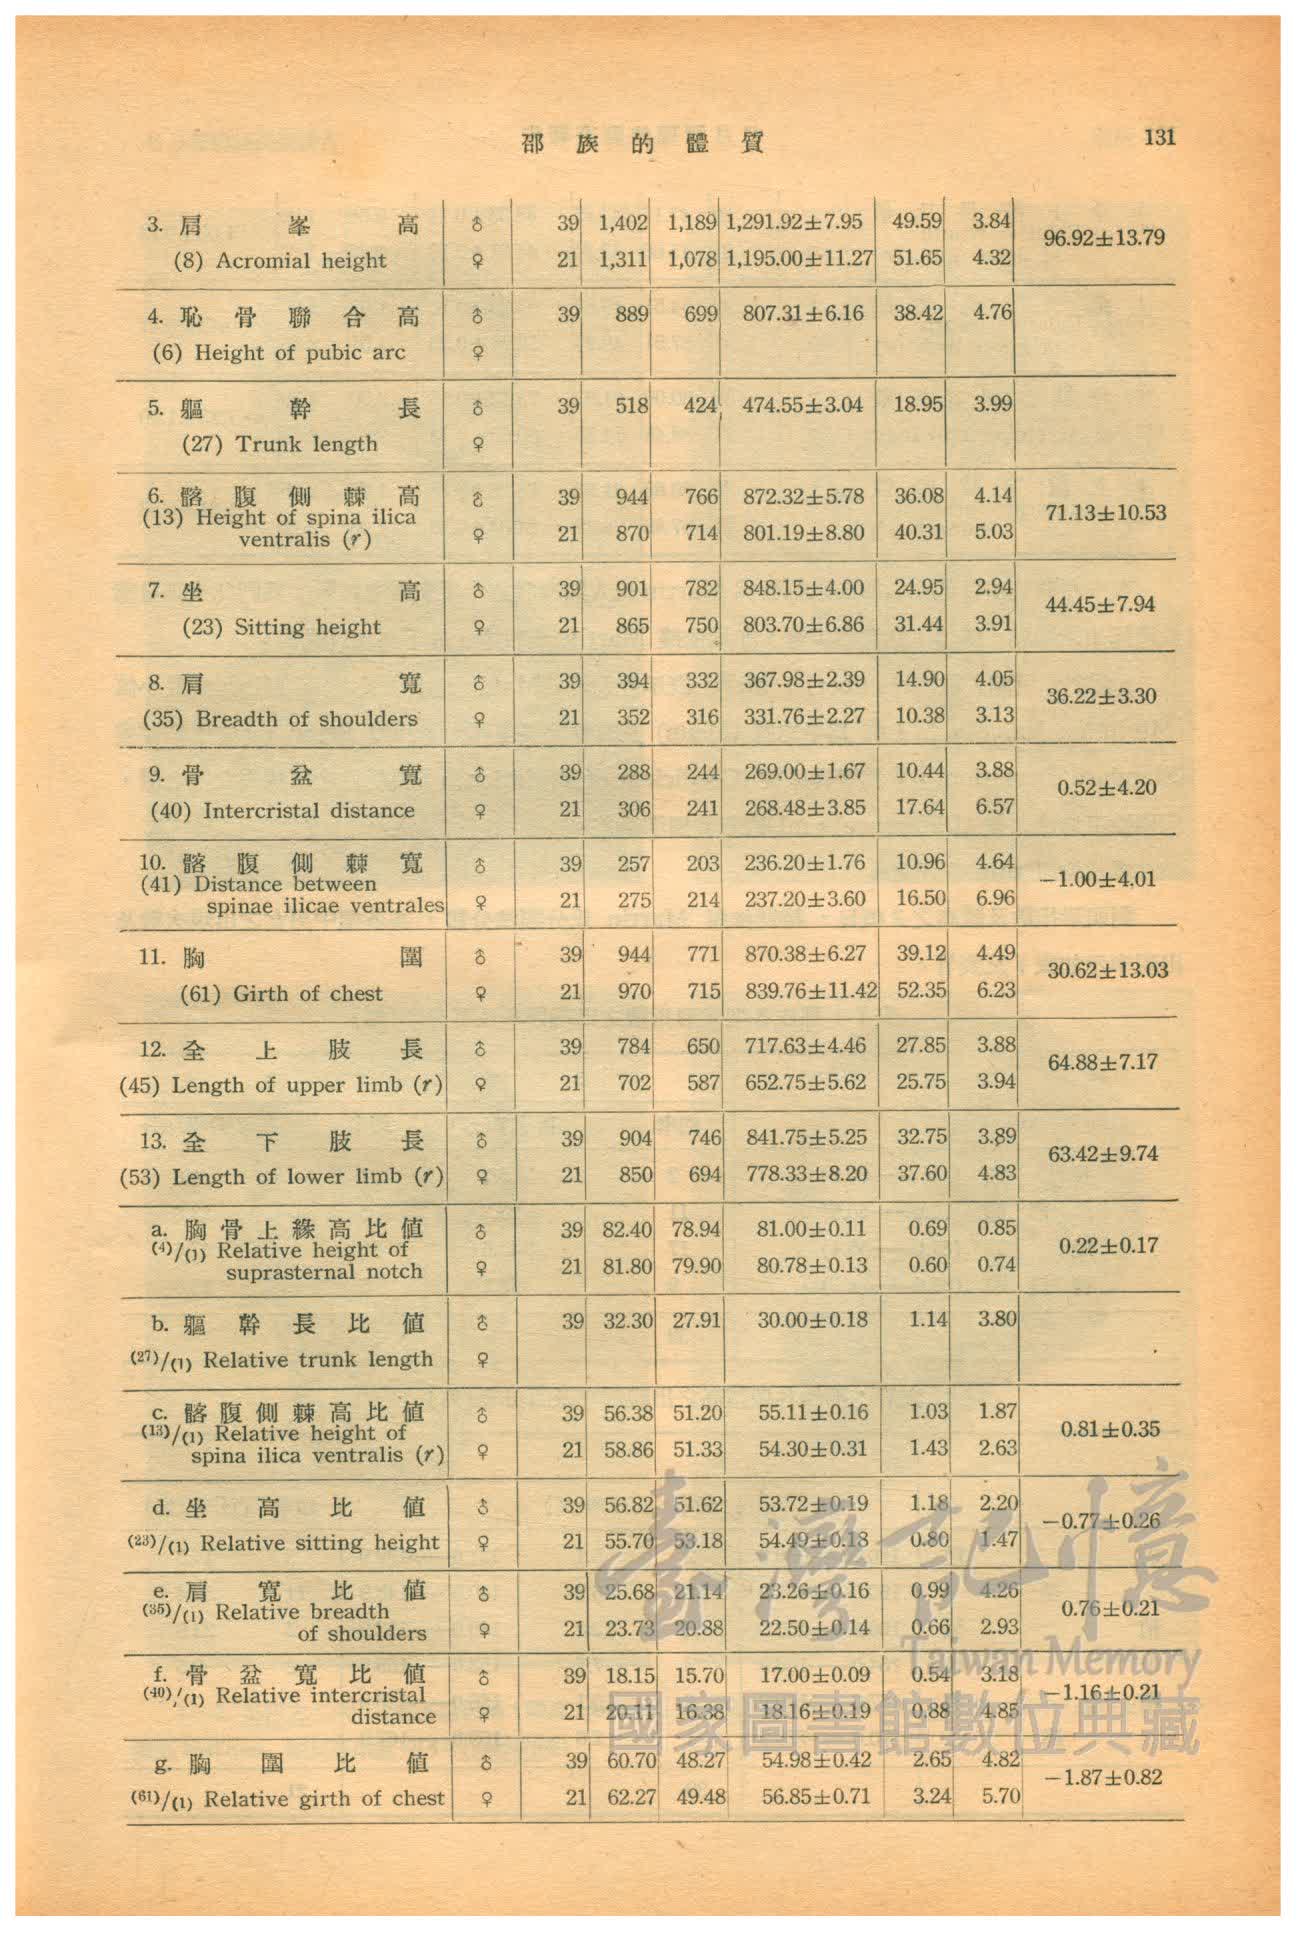 邵族的體質 131
3. 肩峯高 ♂ 39 1,402 1,189 1,291.92±7.95 49.59 3.84 96.92±13.79
(8) Acromial height ♀ 21 1,311 1,078 1,195.00±11.27 51.65 4.32
4. 恥骨聯合高 ♂ 39 889 699 807.31±6.16 38.42 4.76
(6) Height of pubic arc ♀
5. 軀幹長 ♂ 39 518 424 474.55±3.04 18.95 3.99
(27) Trunk length ♀
6. 髂腹側棘高 ♂ 39 944 766 872.32±5.78 36.08 4.14 71.13±10.53
(13) Height of spina ilica
ventralis (r) ♀ 21 870 714 801.19±8.80 40.31 5.03
7. 坐高 ♂ 39 901 782 848.15±4.00 24.95 2.94 44.45±7.94
(23) Sitting height ♀ 21 865 750 803.70±6.86 31.44 3.91
8. 肩寬 ♂ 39 394 332 367.98±2.39 14.90 4.05 36.22±3.30
(35) Breadth of shoulders ♀ 21 352 316 331.76±2.27 10.38 3.13
9. 骨盆寬 ♂ 39 288 244 269.00±1.67 10.44 3.88 0.52±4.20
(40) Intercristal distance ♀ 21 306 241 268.48±3.85 17.64 6.57
10. 髂腹側棘寬 ♂ 39 257 203 236.20±1.76 10.96 4.64 −1.00±4.01
(41) Distance between
spinae ilicae ventrales ♀ 21 275 214 237.20±3.60 16.50 6.96
11. 胸圍 ♂ 39 944 771 870.38±6.27 39.12 4.49 30.62±13.03
(61) Girth of chest ♀ 21 970 715 839.76±11.42 52.35 6.23
12. 全上肢長 ♂ 39 784 650 717.63±4.46 27.85 3.88 64.88±7.17
(45) Length of upper limb (r) ♀ 21 702 587 652.75±5.62 25.75 3.94
13. 全下肢長 ♂ 39 904 746 841.75±5.25 32.75 3.89 63.42±9.74
(53) Length of lower limb (r) ♀ 21 850 694 778.33±8.20 37.60 4.83
a. 胸骨上緣高比値 ♂ 39 82.40 78.94 81.00±0.11 0.69 0.85 0.22±0.17
(4)/(1) Relative height of
suprasternal notch ♀ 21 81.80 79.90 80.78±0.13 0.60 0.74
b. 軀幹長比値 ♂ 39 32.30 27.91 30.00±0.18 1.14 3.80
(27)/(1) Relative trunk length ♀
c. 髂腹側棘高比値 ♂ 39 56.38 51.20 55.11±0.16 1.03 1.87 0.81±0.35
(13)/(1) Relative height of
spina ilica ventralis (r) ♀ 21 58.86 51.33 54.30±0.31 1.43 2.63
d. 坐高比値 ♂ 39 56.82 51.62 53.72±0.19 1.18 2.20 −0.77±0.26
(23)/(1) Relative sitting height ♀ 21 55.70 53.18 54.49±0.18 0.80 1.47
e. 肩寬比値 ♂ 39 25.68 21.14 23.26±0.16 0.99 4.26 0.76±0.21
(35)/(1) Relative breadth
of shoulders ♀ 21 23.73 20.88 22.50±0.14 0.66 2.93
f. 骨盆寬比値 ♂ 39 18.15 15.70 17.00±0.09 0.54 3.18 −1.16±0.21
(40)/(1) Relative intercristal
distance ♀ 21 20.11 16.38 18.16±0.19 0.88 4.85
g. 胸圍比値 ♂ 39 60.70 48.27 54.98±0.42 2.65 4.82 −1.87±0.82
(61)/(1) Relative girth of chest ♀ 21 62.27 49.48 56.85±0.71 3.24 5.70
臺灣記憶
Taiwan Memory
國家圖書館數位典藏